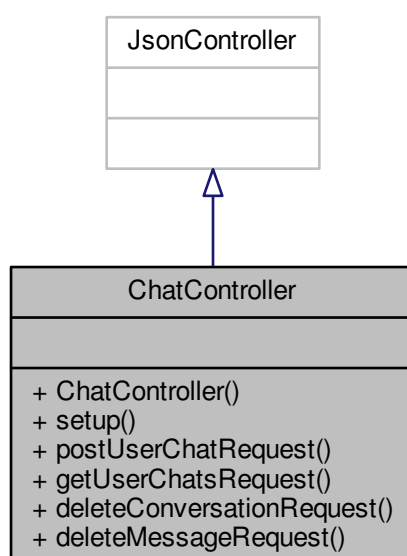 JsonController
ChatController
+ ChatController()
+ setup()
+ postUserChatRequest()
+ getUserChatsRequest()
+ deleteConversationRequest()
+ deleteMessageRequest()